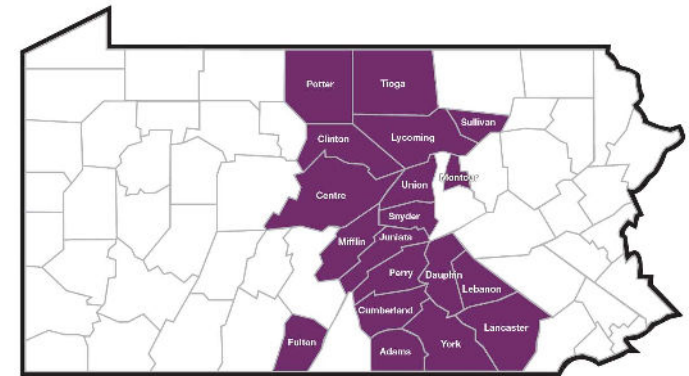 Potter
Tioga
Sullivan
Clinton
Lycoming
Montour
Union
Centre
Snyder
Juniata
Mifflin
Perry
Dauphin
Lebanon
Cumberland
Lancaster
Fulton
York
Adams